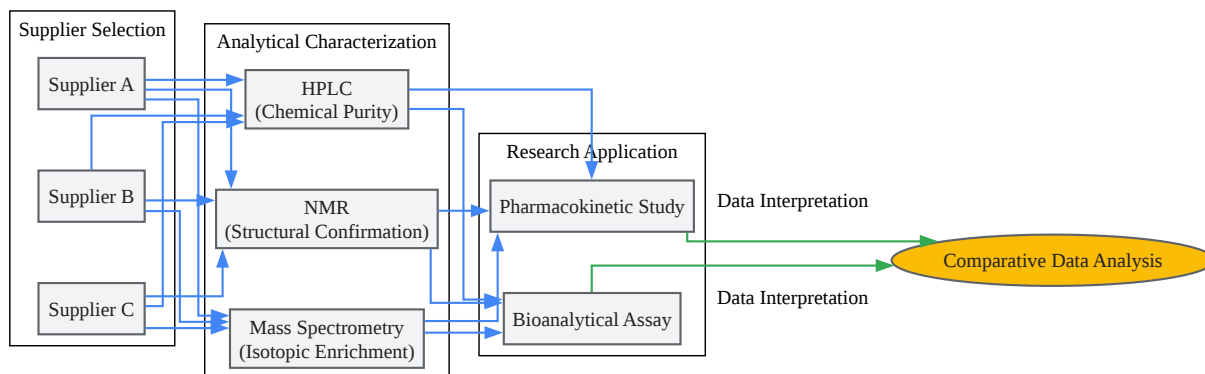 Supplier Selection
Supplier A
Supplier B
Supplier C
Analytical Characterization
HPLC
(Chemical Purity)
NMR
(Structural Confirmation)
Mass Spectrometry
(Isotopic Enrichment)
Research Application
Pharmacokinetic Study
Bioanalytical Assay
Data Interpretation
Data Interpretation
Comparative Data Analysis